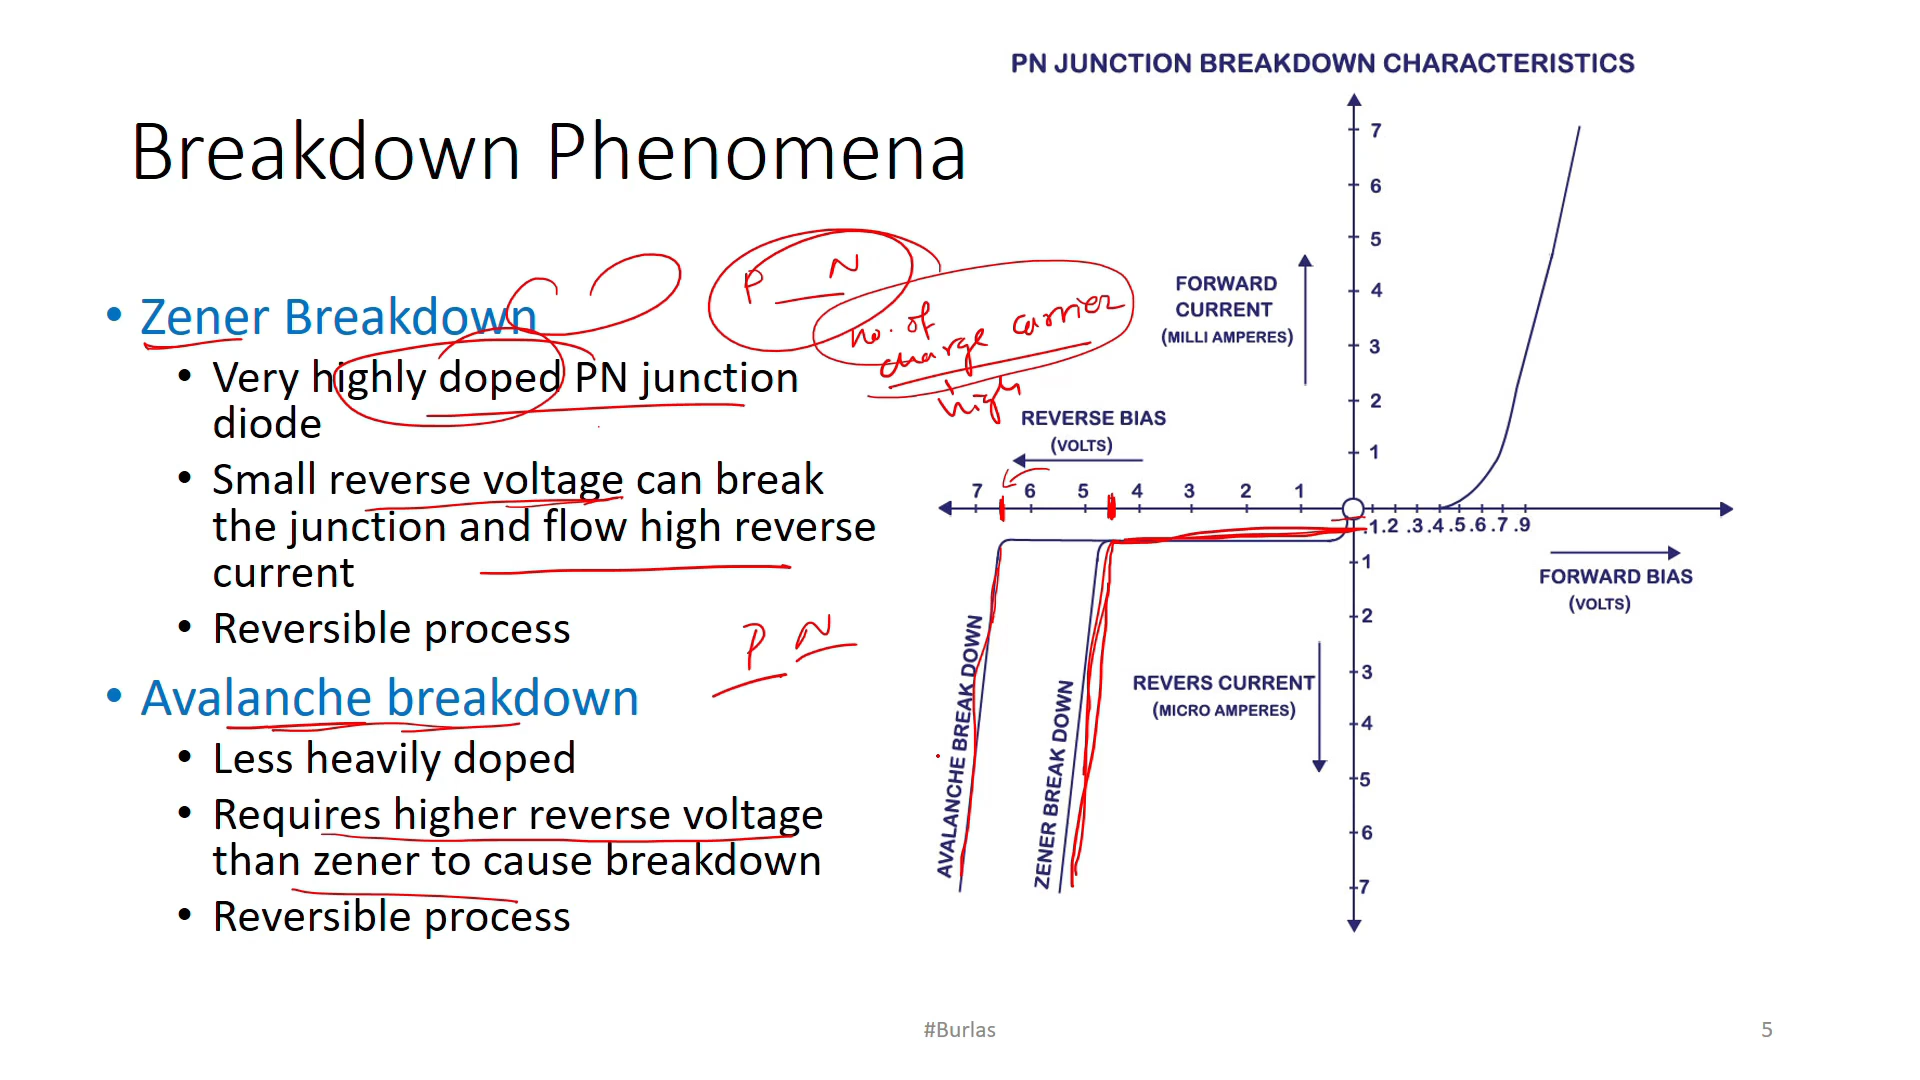 Breakdown Phenomena
• Zener Breakdown
• Very highly doped PN junction
diode
• Small reverse voltage can break
the junction and flow high reverse
current
• Reversible process
• Avalanche breakdown
• Less heavily doped
• Requires higher reverse voltage
than zener to cause breakdown
• Reversible process
P N
no. of
charge carrier
high
P N
PN JUNCTION BREAKDOWN CHARACTERISTICS
7
6
5
4
3
2
1
FORWARD
CURRENT
(MILLI AMPERES)
REVERSE BIAS
(VOLTS)
7 6 5 4 3 2 1
.1 .2 .3 .4 .5 .6 .7 .9
FORWARD BIAS
(VOLTS)
1
2
3
4
5
6
7
REVERS CURRENT
(MICRO AMPERES)
AVALANCHE BREAK DOWN
ZENER BREAK DOWN
#Burlas
5